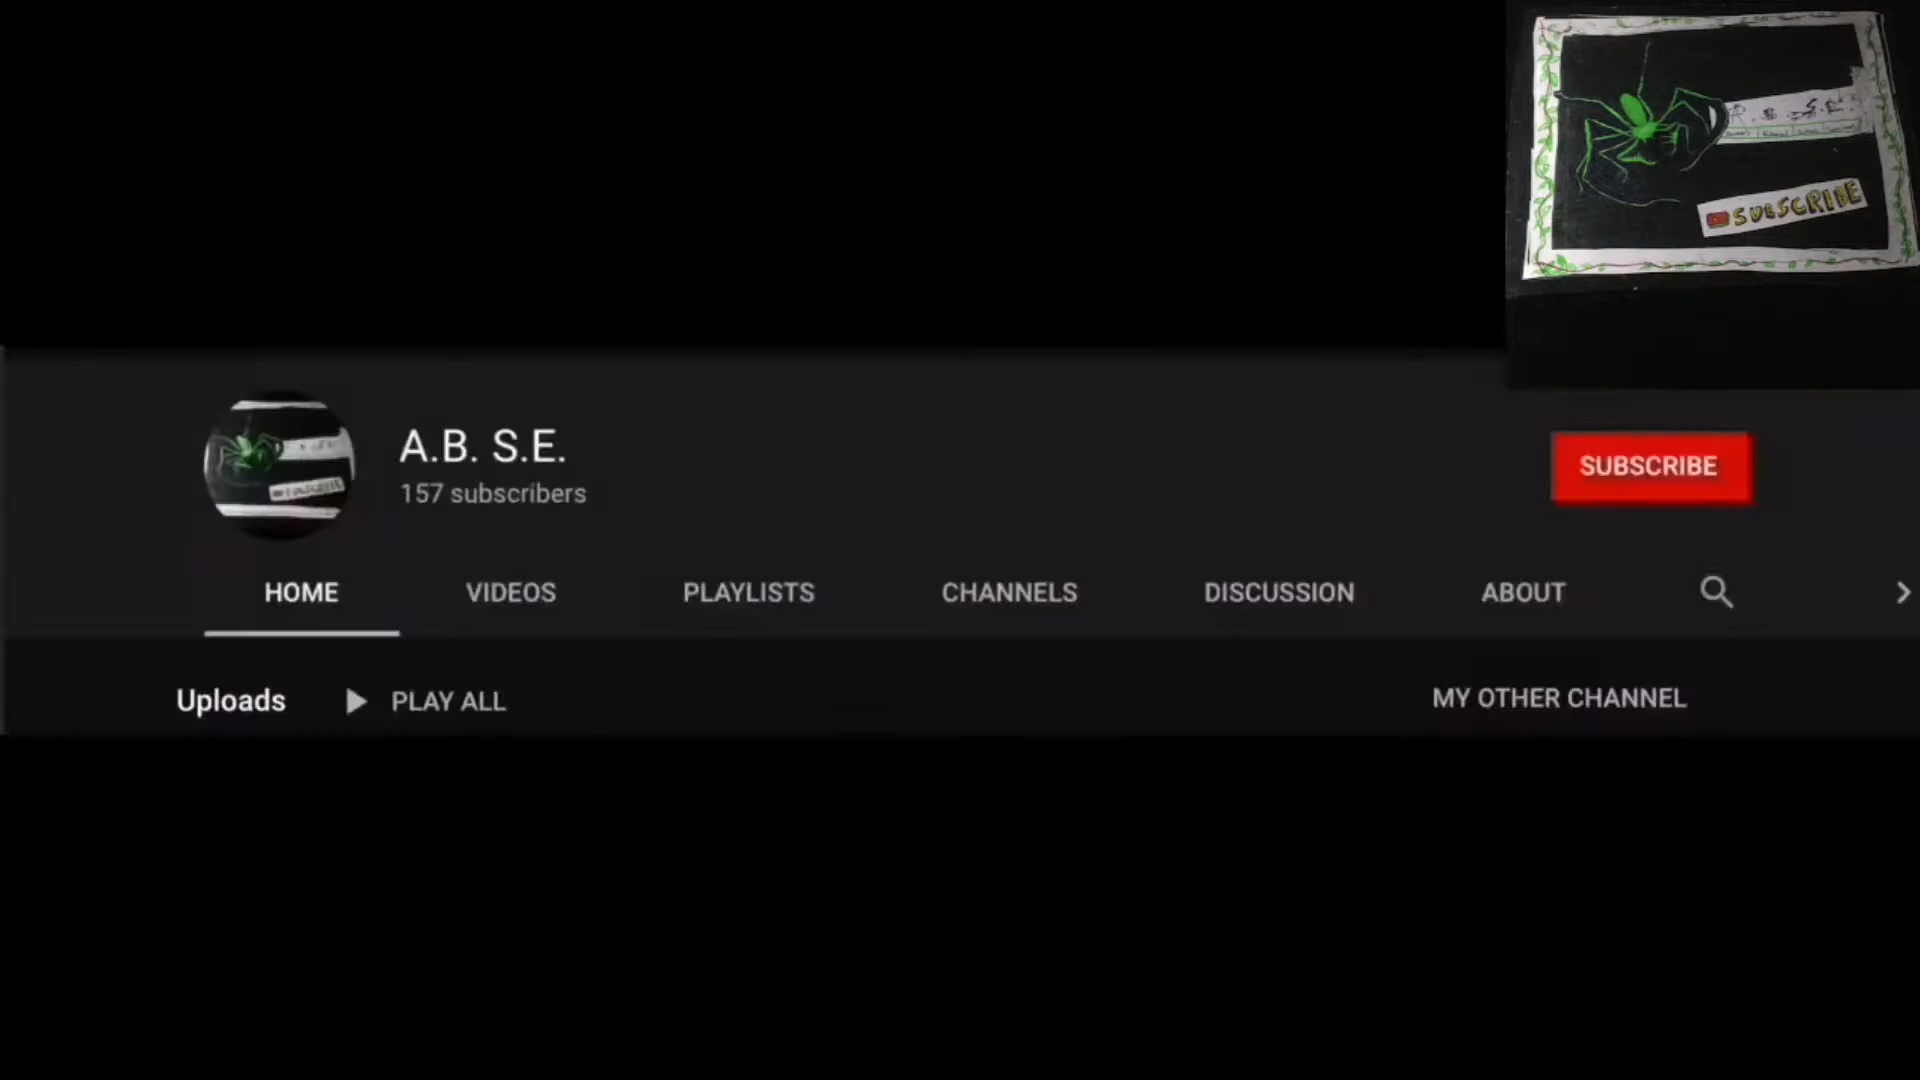 SUBSCRIBE
A.B. S.E.
157 subscribers
SUBSCRIBE
HOME VIDEOS PLAYLISTS CHANNELS DISCUSSION ABOUT
Uploads PLAY ALL MY OTHER CHANNEL